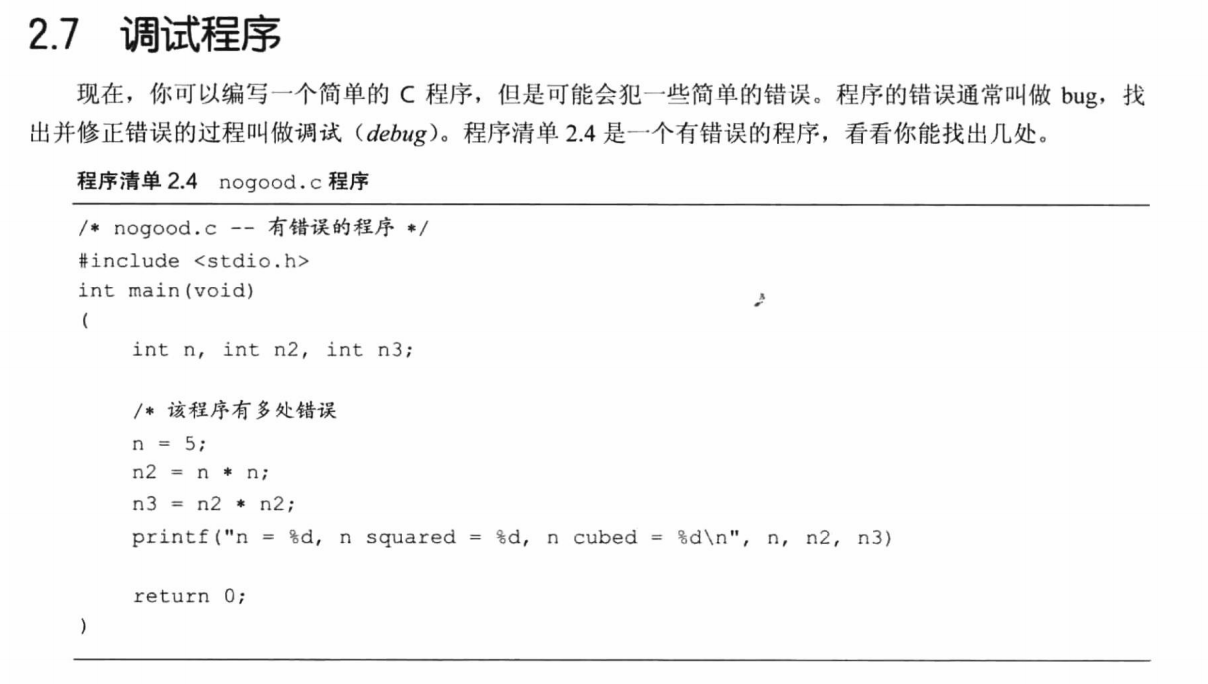 2.7 调试程序
现在，你可以编写一个简单的 C 程序，但是可能会犯一些简单的错误。程序的错误通常叫做 bug，找
出并修正错误的过程叫做调试（debug）。程序清单 2.4 是一个有错误的程序，看看你能找出几处。
程序清单 2.4 nogood.c 程序
/* nogood.c -- 有错误的程序 */
#include <stdio.h>
int main(void)
(
int n, int n2, int n3;
/* 该程序有多处错误
n = 5;
n2 = n * n;
n3 = n2 * n2;
printf("n = %d, n squared = %d, n cubed = %d\n", n, n2, n3)
return 0;
)